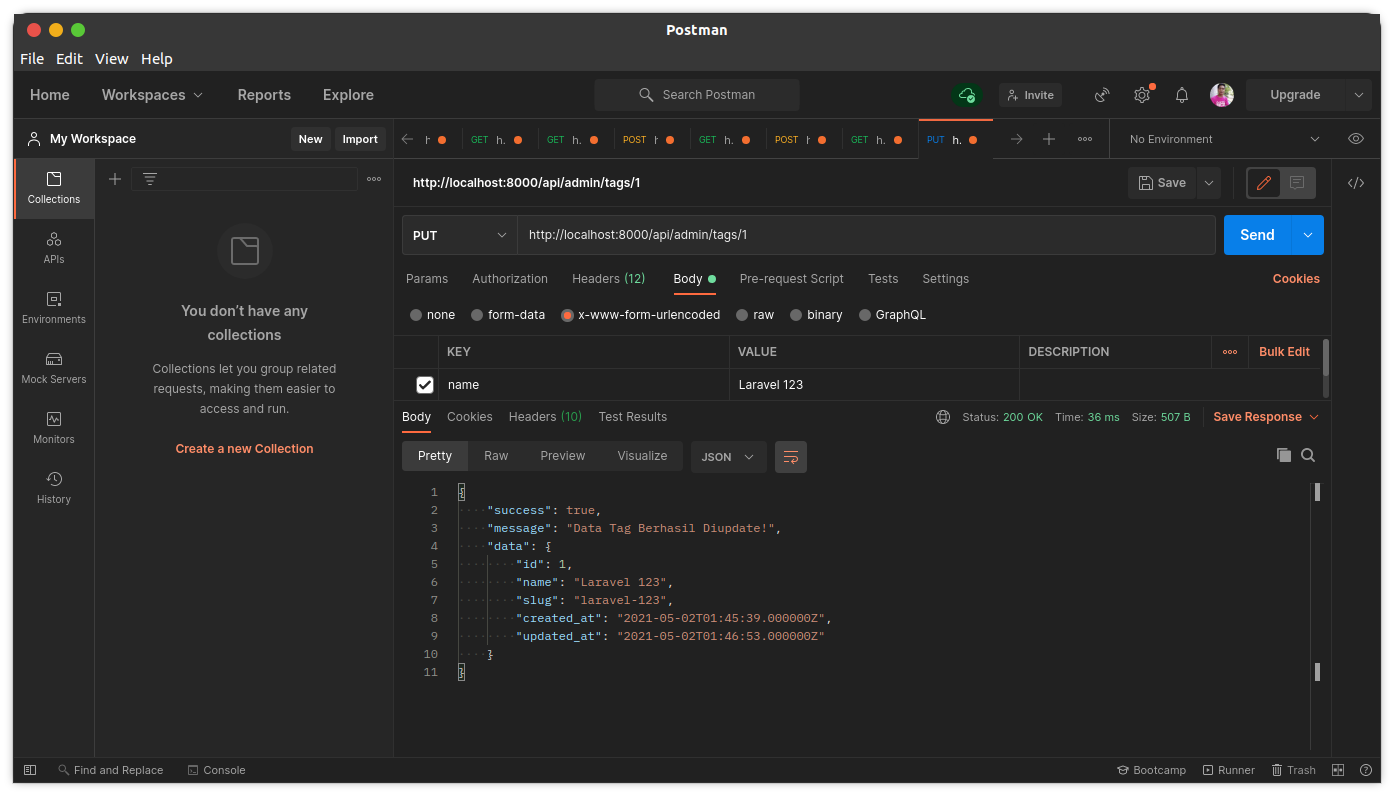 Postman
File Edit View Help
Home Workspaces Reports Explore Search Postman Invite Upgrade
My Workspace New Import
h GET h. GET h. POST h GET h. POST h GET h. PUT h. No Environment
http://localhost:8000/api/admin/tags/1 Save
PUT http://localhost:8000/api/admin/tags/1 Send
Params Authorization Headers (12) Body Pre-request Script Tests Settings Cookies
none form-data x-www-form-urlencoded raw binary GraphQL
KEY VALUE DESCRIPTION Bulk Edit
name Laravel 123
Body Cookies Headers (10) Test Results Status: 200 OK Time: 36 ms Size: 507 B Save Response
Pretty Raw Preview Visualize JSON
1 {
2 "success": true,
3 "message": "Data Tag Berhasil Diupdate!",
4 "data": {
5 "id": 1,
6 "name": "Laravel 123",
7 "slug": "laravel-123",
8 "created_at": "2021-05-02T01:45:39.000000Z",
9 "updated_at": "2021-05-02T01:46:53.000000Z"
10 }
11 }
Collections
APIs
Environments
Mock Servers
Monitors
History
You don't have any
collections
Collections let you group related
requests, making them easier to
access and run.
Create a new Collection
Find and Replace Console Bootcamp Runner Trash